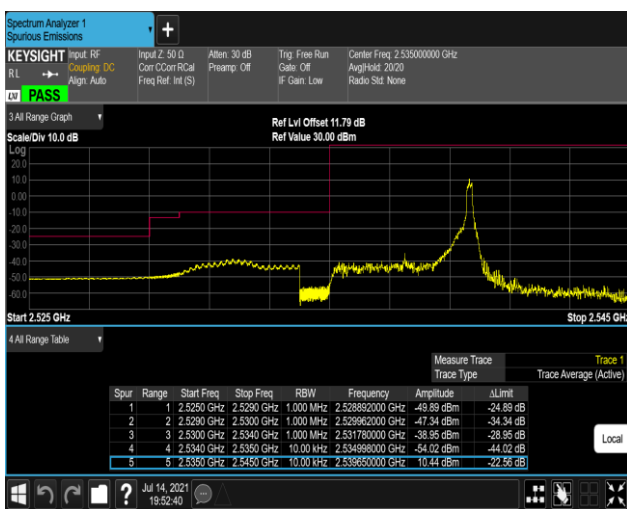 Spectrum Analyzer 1
Spurious Emissions
KEYSIGHT Input: RF Input Z: 50 Ω Atten: 30 dB Trig: Free Run Center Freq: 2.535000000 GHz
RL Coupling: DC Corr CCorr RCal Preamp: Off Gate: Off Avg|Hold: 20/20
Align: Auto Freq Ref: Int (S) IF Gain: Low Radio Std: None
LXI PASS
3 All Range Graph
Ref Lvl Offset 11.79 dB
Scale/Div 10.0 dB Ref Value 30.00 dBm
Log
20.0
10.0
0.00
-10.0
-20.0
-30.0
-40.0
-50.0
-60.0
Start 2.525 GHz Stop 2.545 GHz
4 All Range Table
Measure Trace Trace 1
Trace Type Trace Average (Active)
Spur Range Start Freq Stop Freq RBW Frequency Amplitude ΔLimit
1 1 2.5250 GHz 2.5290 GHz 1.000 MHz 2.528892000 GHz -49.89 dBm -24.89 dB
2 2 2.5290 GHz 2.5300 GHz 1.000 MHz 2.529962000 GHz -47.34 dBm -34.34 dB
3 3 2.5300 GHz 2.5340 GHz 1.000 MHz 2.531780000 GHz -38.95 dBm -28.95 dB
4 4 2.5340 GHz 2.5350 GHz 10.00 kHz 2.534998000 GHz -54.02 dBm -44.02 dB
5 5 2.5350 GHz 2.5450 GHz 10.00 kHz 2.539650000 GHz 10.44 dBm -22.56 dB
Local
? Jul 14, 2021
19:52:40